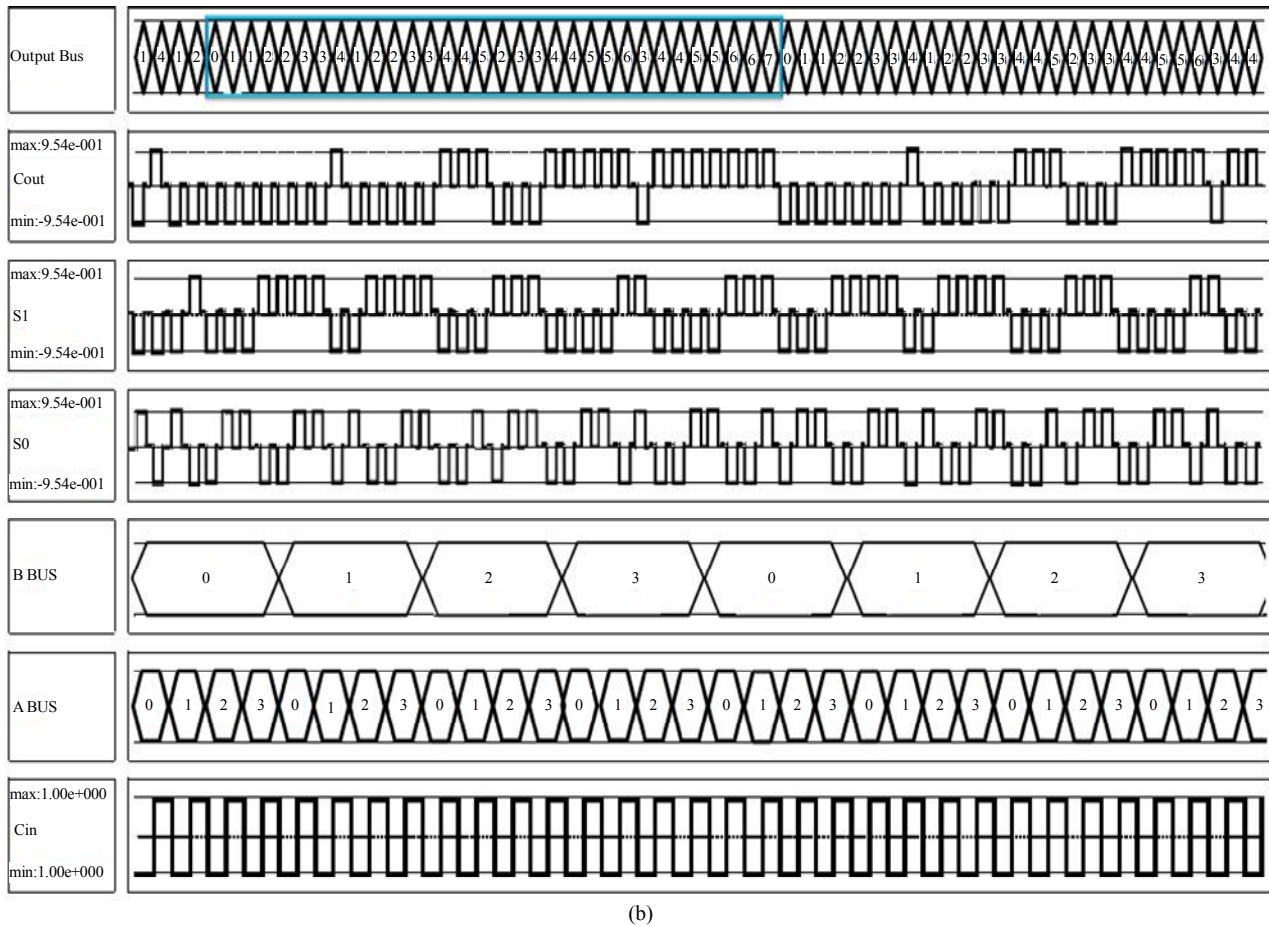 Output Bus
1 4 1 2 0 1 1 2 2 3 3 4 1 2 2 3 3 4 4 5 2 3 3 4 4 5 5 6 3 4 4 5 5 6 6 7 0 1 1 2 2 3 3 4 1 2 2 3 3 4 4 5 2 3 3 4 4 5 5 6 3 4 4
max:9.54e-001
Cout
min:-9.54e-001
max:9.54e-001
S1
min:-9.54e-001
max:9.54e-001
S0
min:-9.54e-001
B BUS
0 1 2 3 0 1 2 3
A BUS
0 1 2 3 0 1 2 3 0 1 2 3 0 1 2 3 0 1 2 3 0 1 2 3 0 1 2 3 0 1 2 3
max:1.00e+000
Cin
min:1.00e+000
(b)